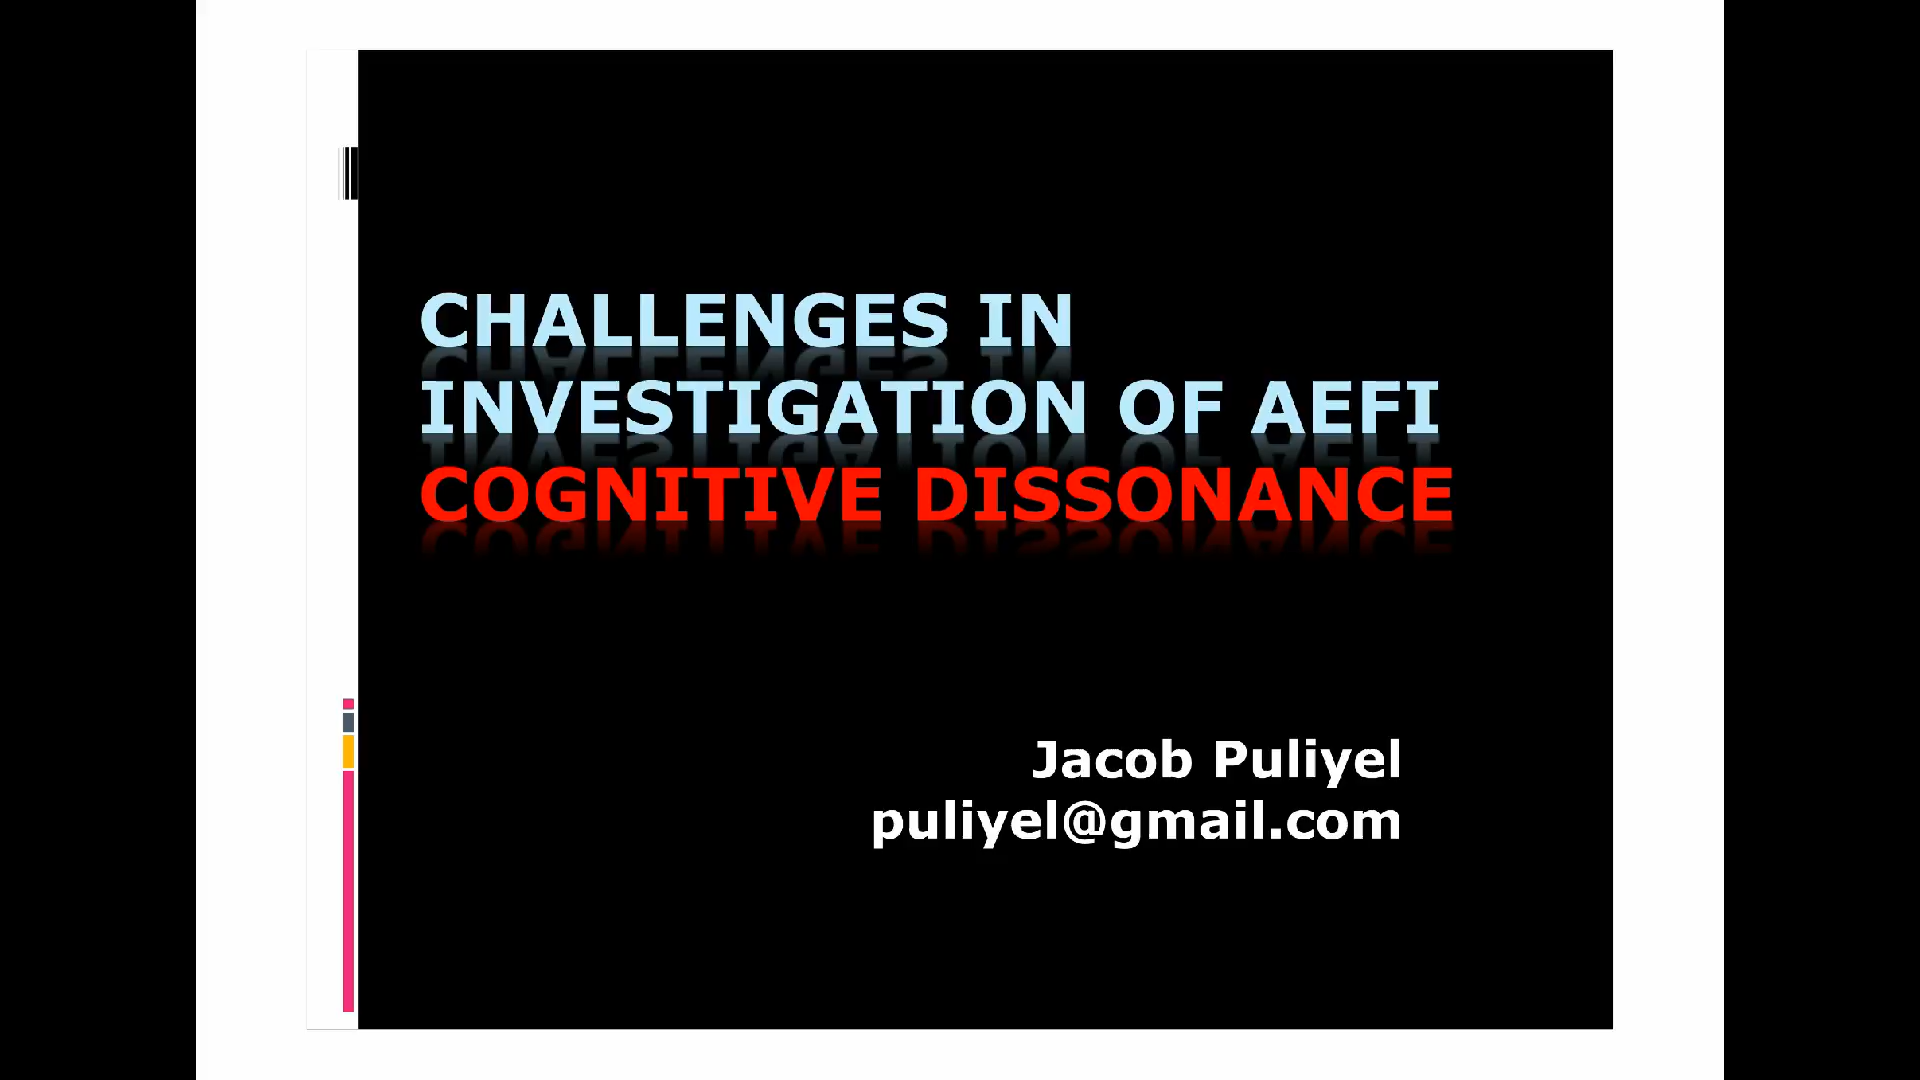 CHALLENGES IN
INVESTIGATION OF AEFI
COGNITIVE DISSONANCE
Jacob Puliyel
puliyel@gmail.com